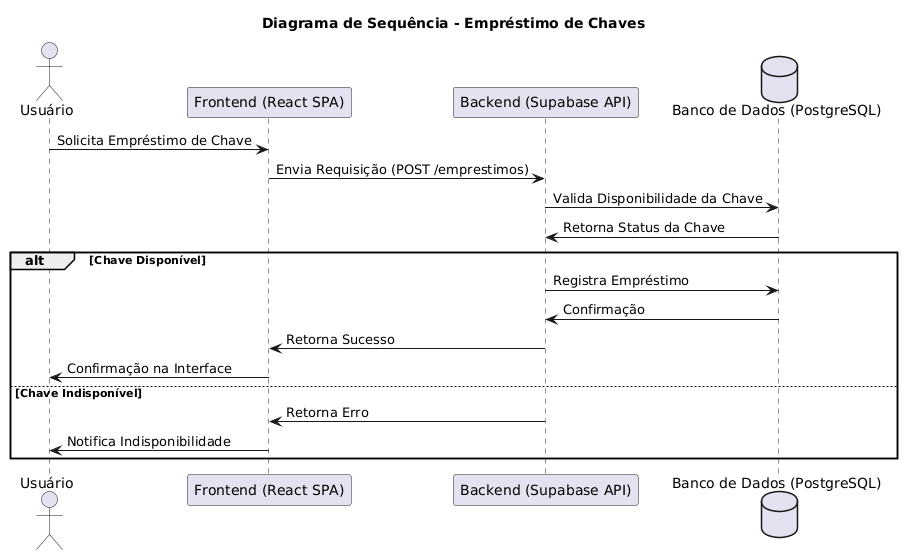 Diagrama de Sequência - Empréstimo de Chaves
Usuário
Frontend (React SPA)
Backend (Supabase API)
Banco de Dados (PostgreSQL)
Solicita Empréstimo de Chave
Envia Requisição (POST /emprestimos)
Valida Disponibilidade da Chave
Retorna Status da Chave
alt
[Chave Disponível]
Registra Empréstimo
Confirmação
Retorna Sucesso
Confirmação na Interface
[Chave Indisponível]
Retorna Erro
Notifica Indisponibilidade
Usuário
Frontend (React SPA)
Backend (Supabase API)
Banco de Dados (PostgreSQL)